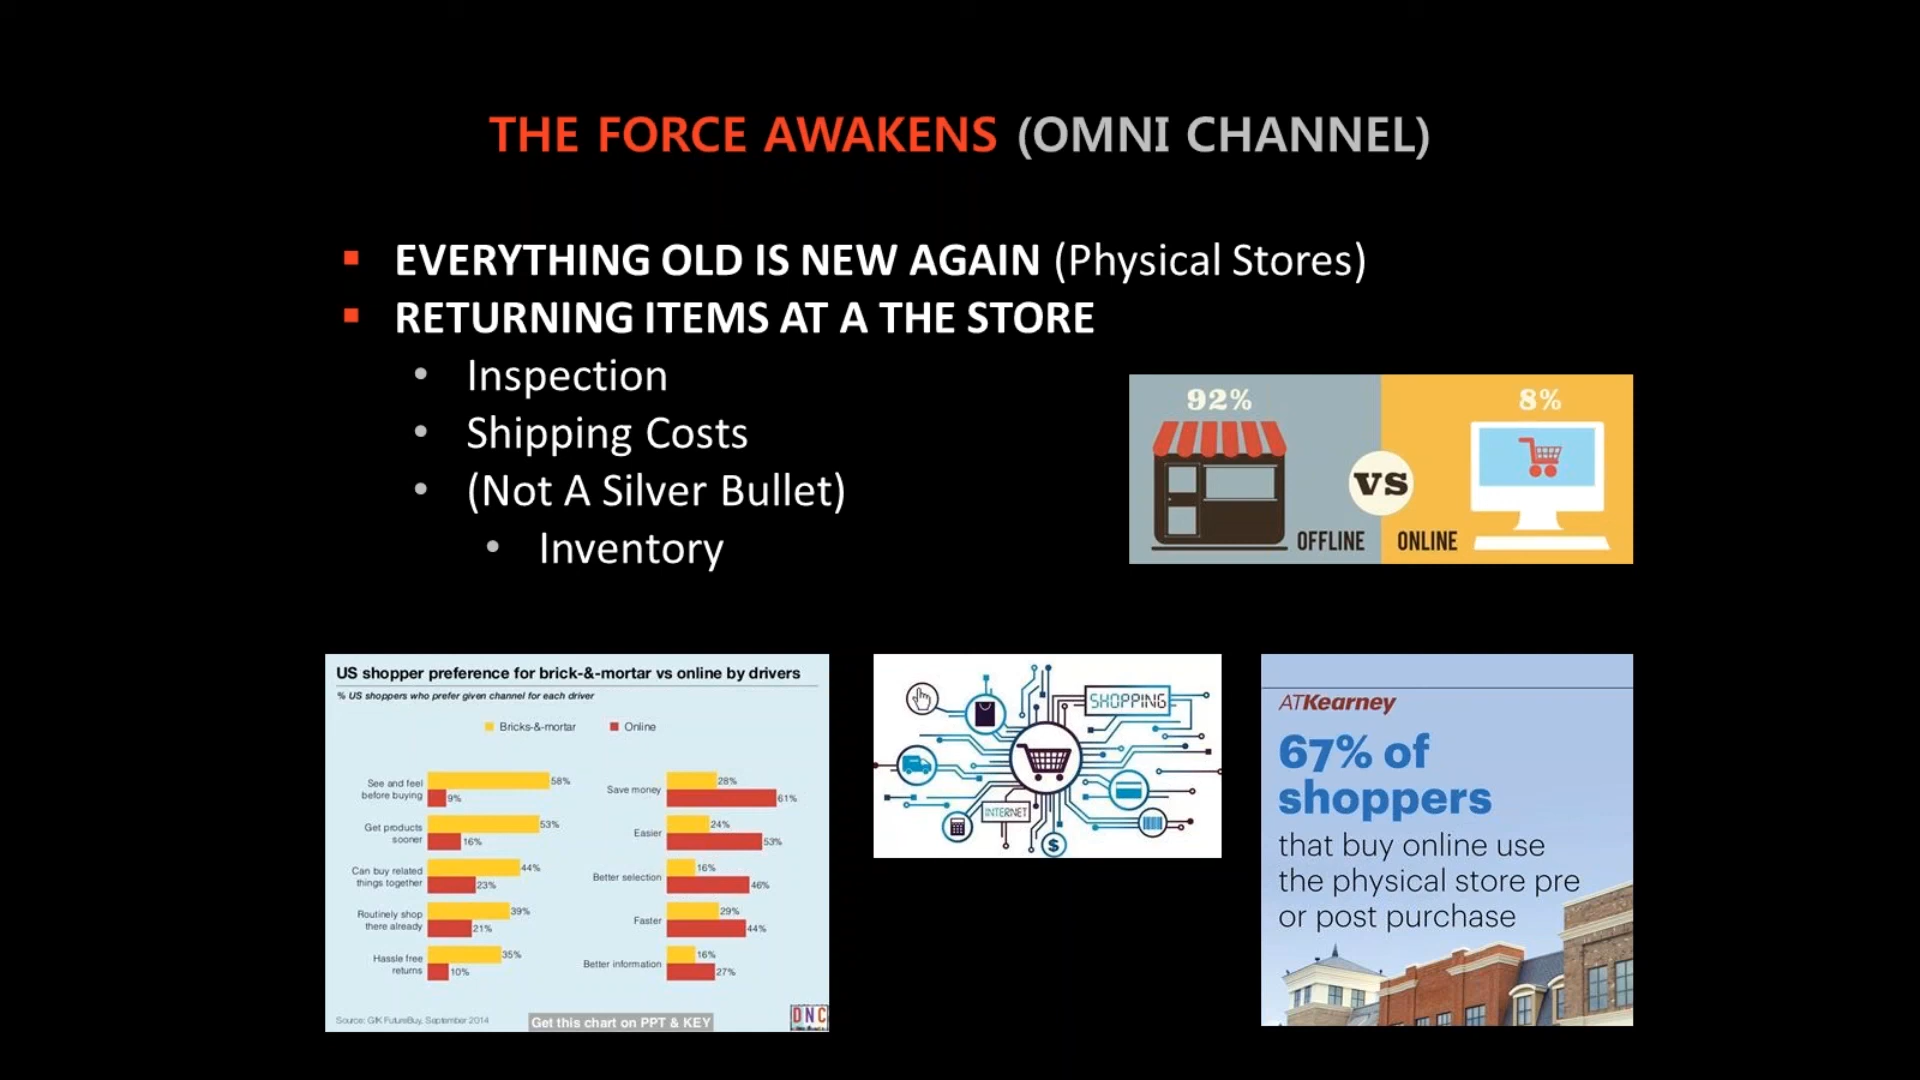 THE FORCE AWAKENS (OMNI CHANNEL)
EVERYTHING OLD IS NEW AGAIN (Physical Stores)
RETURNING ITEMS AT A THE STORE
Inspection
Shipping Costs
(Not A Silver Bullet)
Inventory
92%
8%
VS
OFFLINE
ONLINE
US shopper preference for brick-&-mortar vs online by drivers
% US shoppers who prefer given channel for each driver
Bricks-&-mortar
Online
See and feel
before buying
58%
9%
Get products
sooner
53%
16%
Can buy related
things together
44%
23%
Routinely shop
there already
39%
21%
Hassle free
returns
35%
10%
Save money
28%
61%
Easier
24%
53%
Better selection
16%
46%
Faster
29%
44%
Better information
16%
27%
Source: GfK FutureBuy, September 2014
Get this chart on PPT & KEY
DNC
SHOPPING
INTERNET
$
ATKearney
67% of
shoppers
that buy online use
the physical store pre
or post purchase